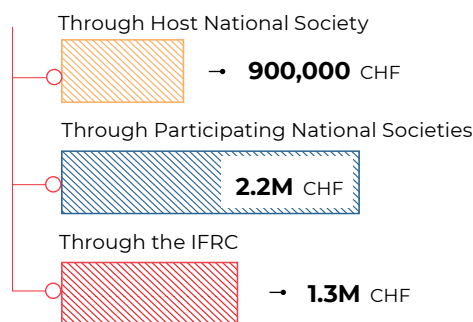 Through Host National Society
900,000 CHF
Through Participating National Societies
2.2M CHF
Through the IFRC
1.3M CHF